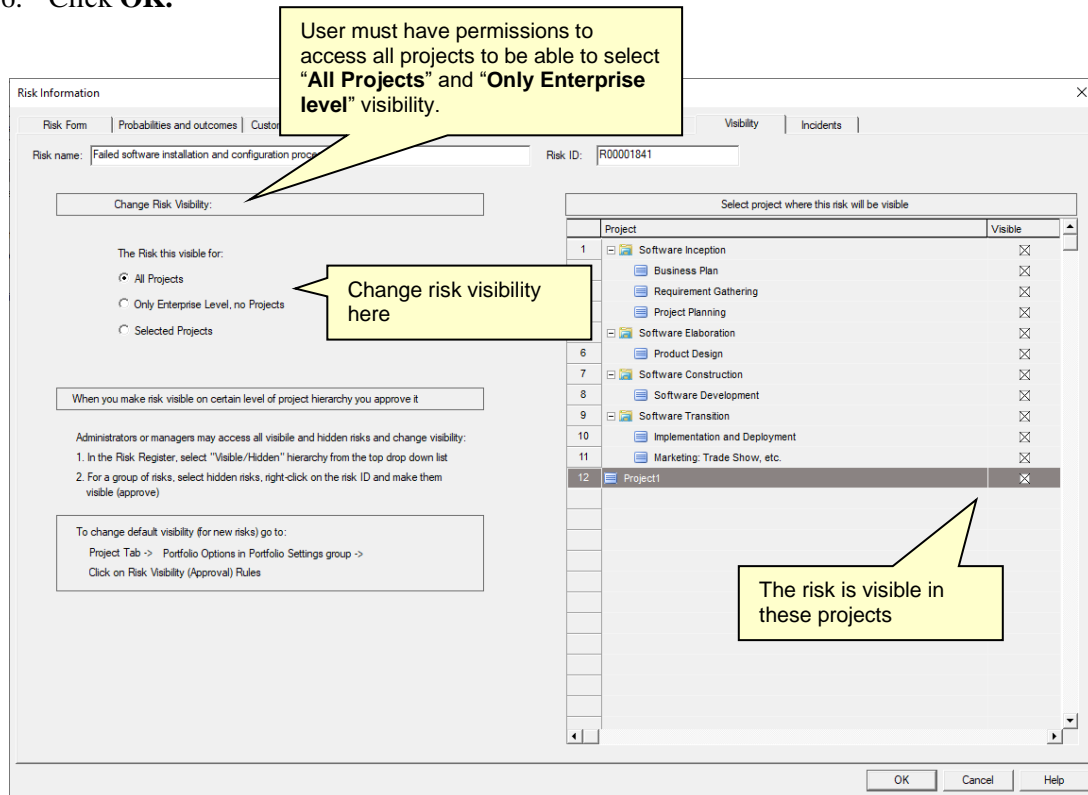 6. Click OK.
User must have permissions to
access all projects to be able to select
“All Projects” and “Only Enterprise
level” visibility.
Risk Information
Risk Form
Probabilities and outcomes
Visibility
Incidents
Risk name:
Failed software installation and configuration
Risk ID:
R00001841
Change Risk Visibility:
The Risk this visible for:
All Projects
Only Enterprise Level, no Projects
Selected Projects
Change risk visibility
here
When you make risk visible on certain level of project hierarchy you approve it
Administrators or managers may access all visibile and hidden risks and change visibility:
1. In the Risk Register, select "Visible/Hidden" hierarchy from the top drop down list
2. For a group of risks, select hidden risks, right-click on the risk ID and make them
visible (approve)
To change default visibility (for new risks) go to:
Project Tab -> Portfolio Options in Portfolio Settings group ->
Click on Risk Visibility (Approval) Rules
Select project where this risk will be visible
Project Visible
1 Software Inception
Business Plan
Requirement Gathering
Project Planning
Software Elaboration
6 Product Design
7 Software Construction
8 Software Development
9 Software Transition
10 Implementation and Deployment
11 Marketing: Trade Show, etc.
12 Project1
The risk is visible in
these projects
OK Cancel Help